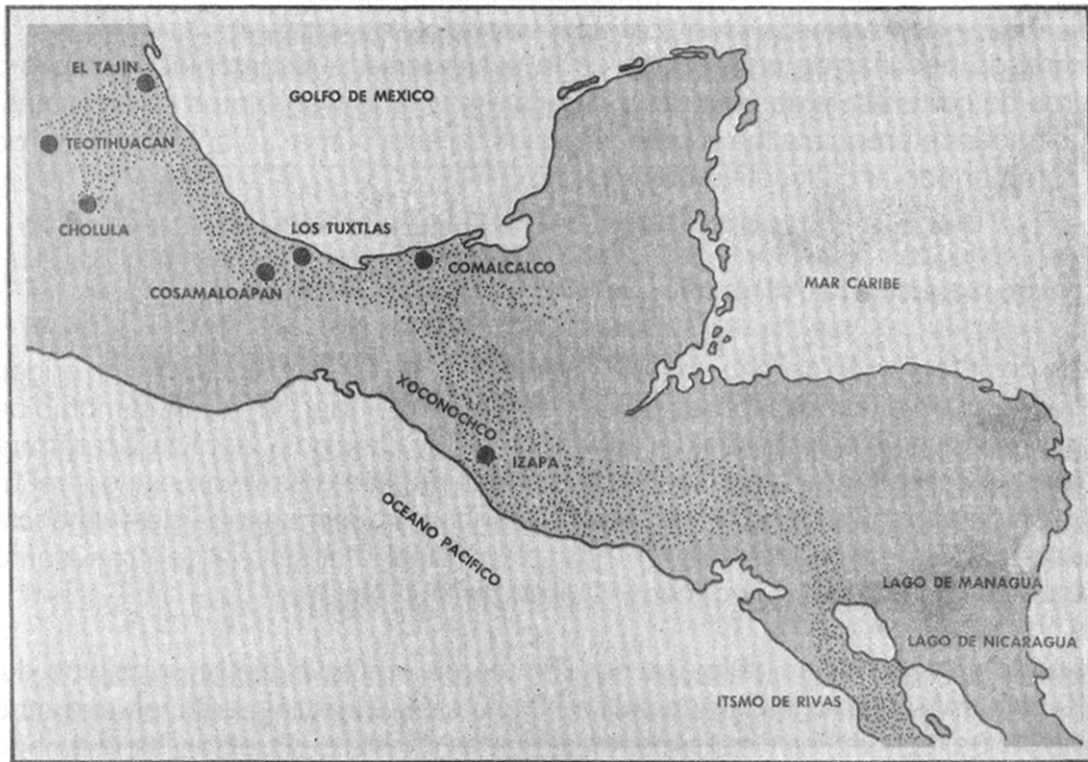 EL TAJIN
GOLFO DE MEXICO
TEOTIHUACAN
CHOLULA
LOS TUXTLAS
COMALCALCO
COSAMALOAPAN
MAR CARIBE
XOCONOCHCO
IZAPA
OCEANO PACIFICO
LAGO DE MANAGUA
LAGO DE NICARAGUA
ITSMO DE RIVAS